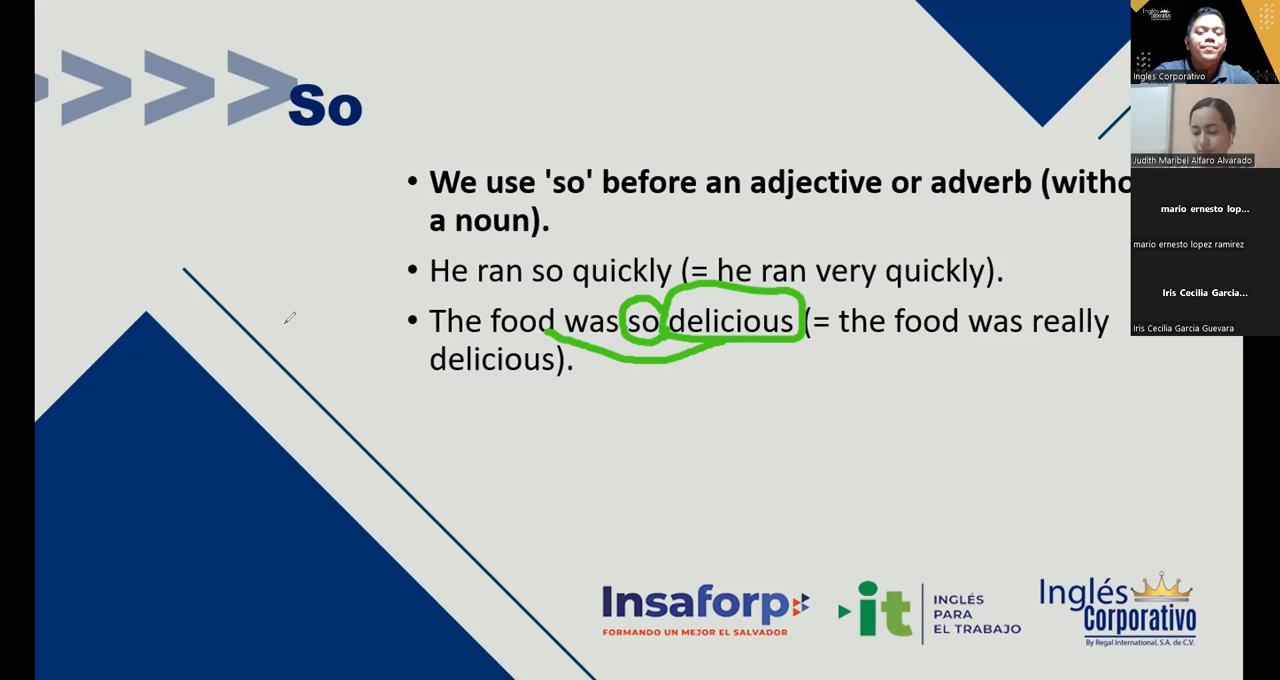 So
• We use 'so' before an adjective or adverb (witho
a noun).
• He ran so quickly (= he ran very quickly).
• The food was so delicious (= the food was really
delicious).
Insaforp
FORMANDO UN MEJOR EL SALVADOR
it
INGLÉS
PARA
EL TRABAJO
Inglés
Corporativo
By Regal International, S.A. de C.V.
Inglés
Corporativo
Ingles Corporativo
Judith Maribel Alfaro Alvarado
mario ernesto lop...
mario ernesto lopez ramirez
Iris Cecilia Garcia...
Iris Cecilia Garcia Guevara